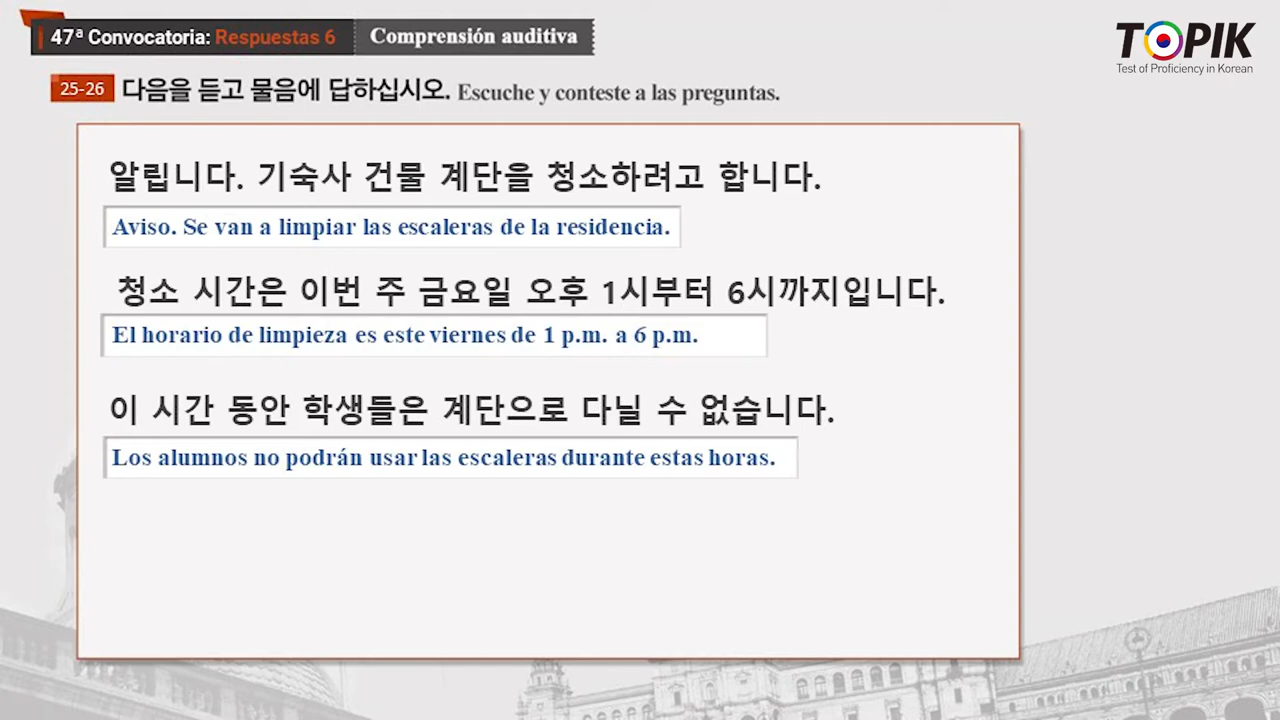 47ª Convocatoria: Respuestas 6 Comprensión auditiva
TOPIK
Test of Proficiency in Korean
25-26 다음을 듣고 물음에 답하십시오. Escuche y conteste a las preguntas.
알립니다. 기숙사 건물 계단을 청소하려고 합니다.
Aviso. Se van a limpiar las escaleras de la residencia.
청소 시간은 이번 주 금요일 오후 1시부터 6시까지입니다.
El horario de limpieza es este viernes de 1 p.m. a 6 p.m.
이 시간 동안 학생들은 계단으로 다닐 수 없습니다.
Los alumnos no podrán usar las escaleras durante estas horas.